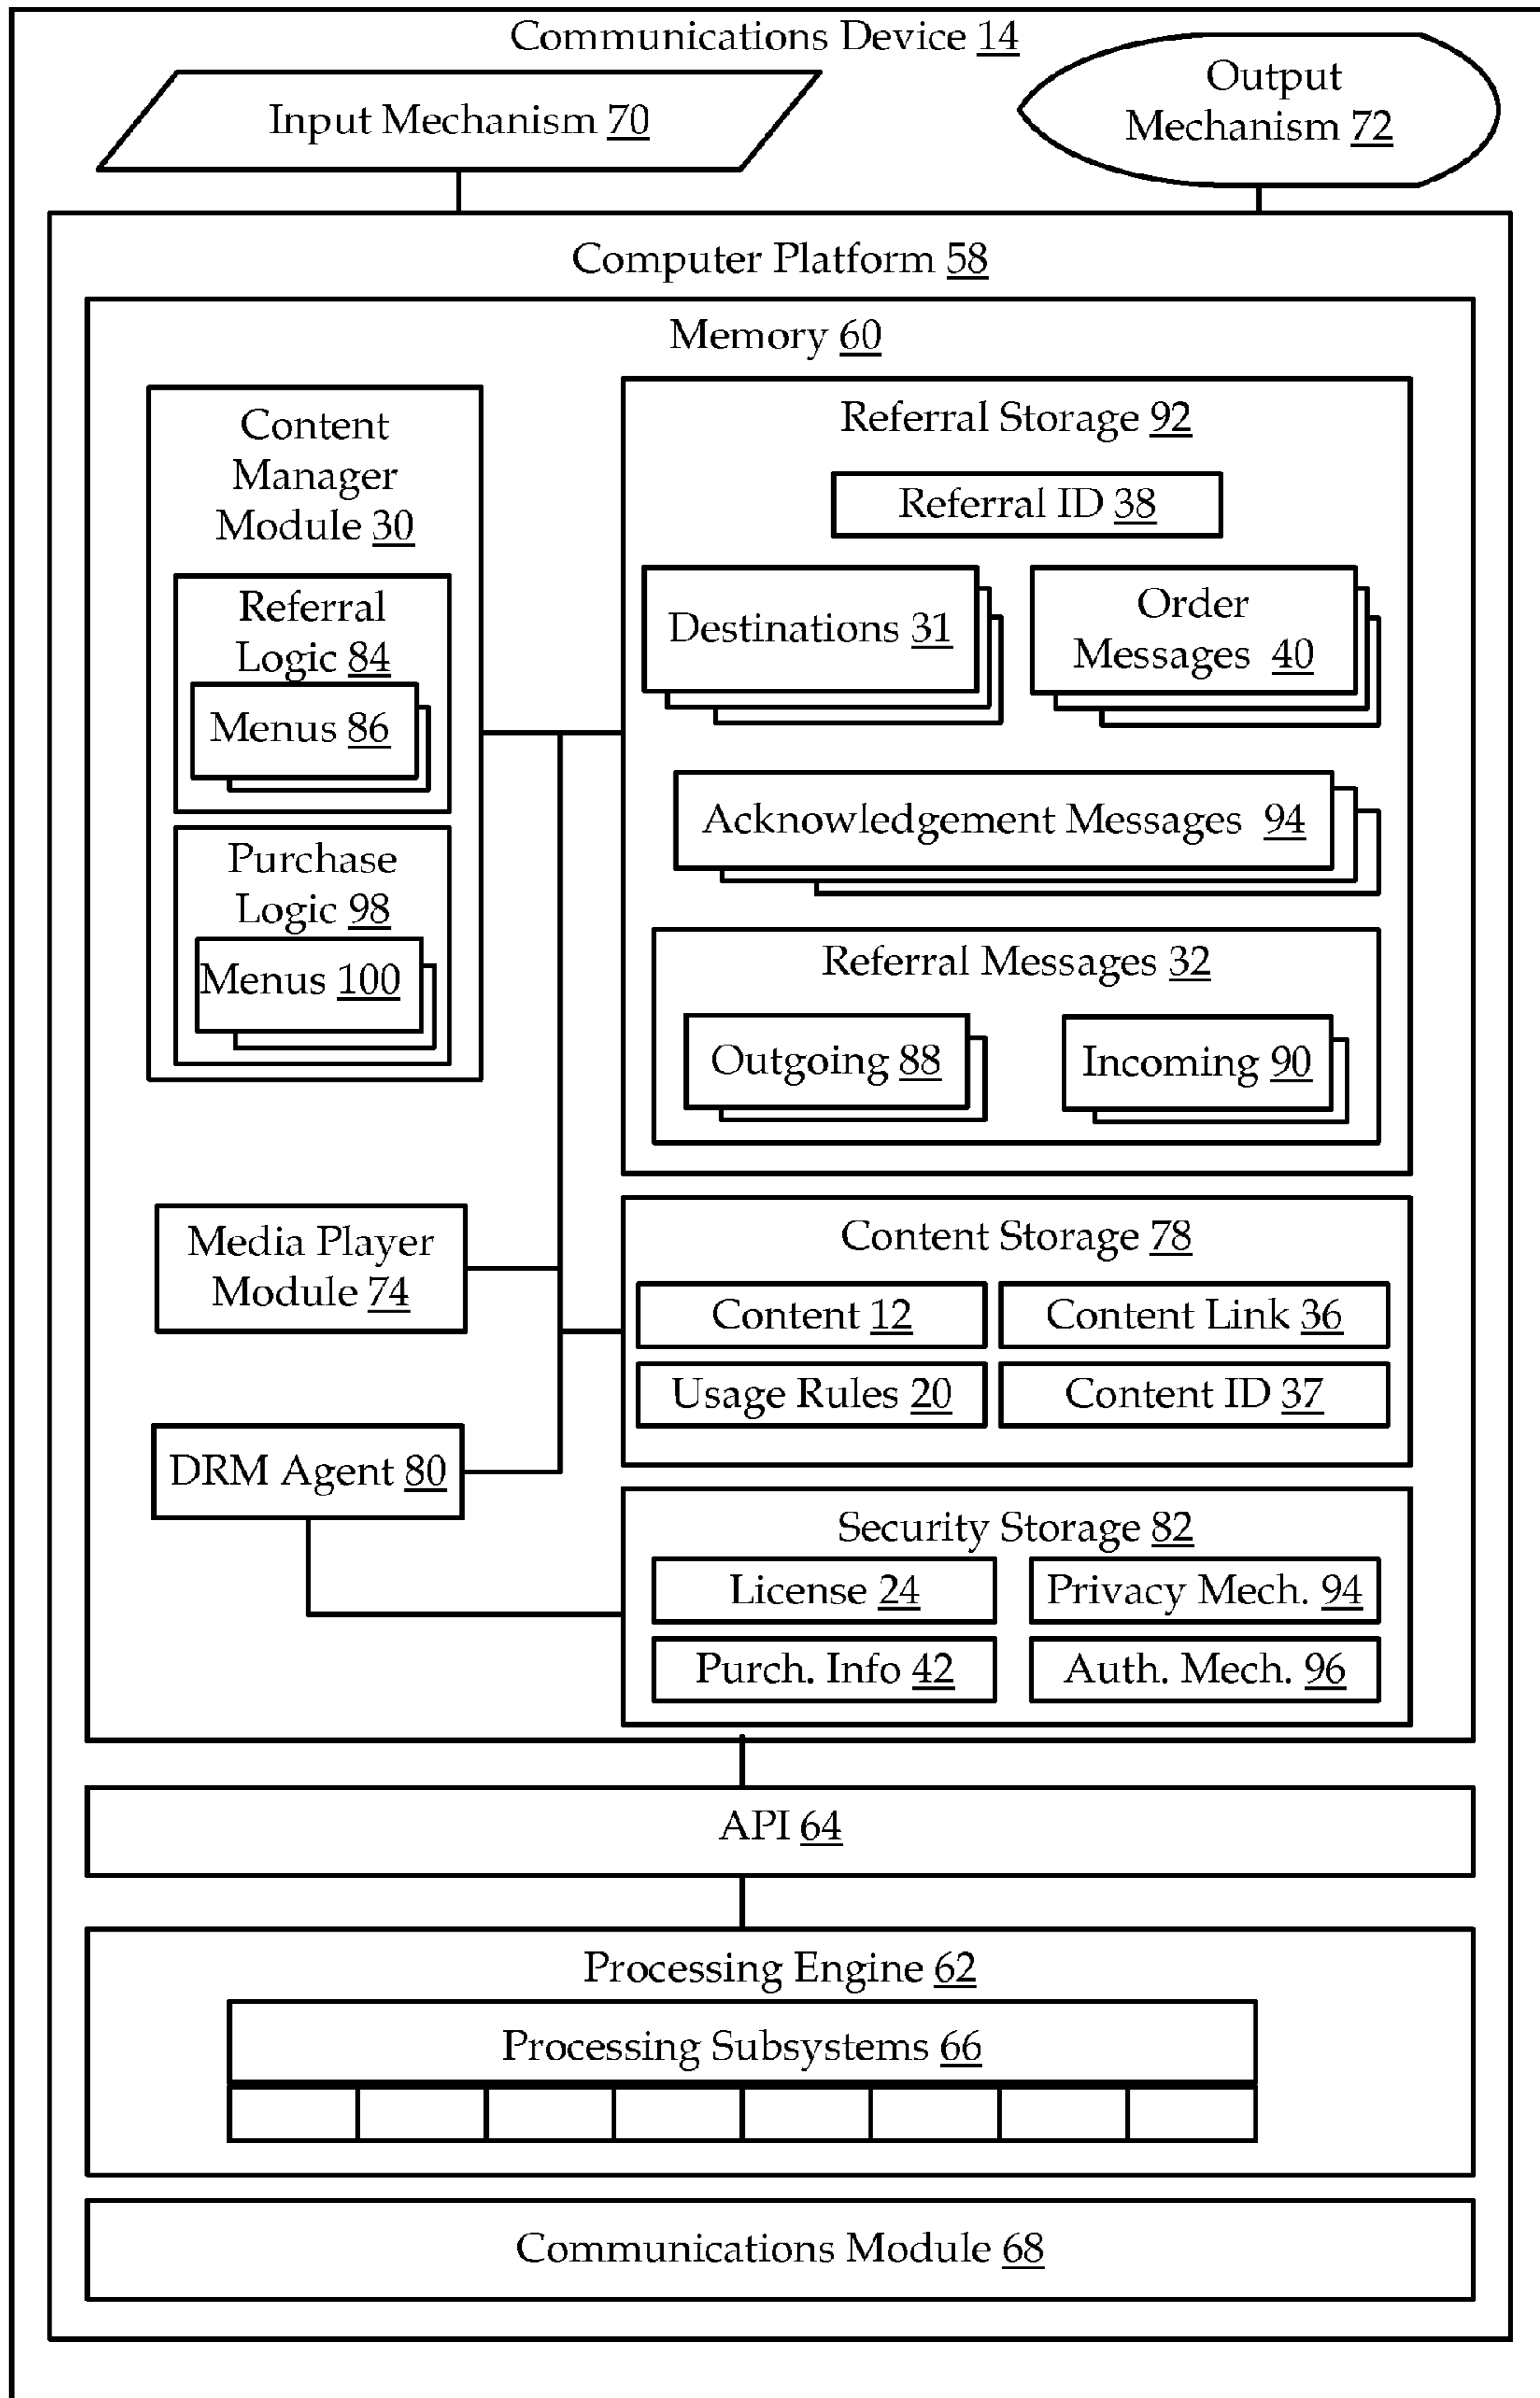 Communications Device 14
Input Mechanism 70
Output
Mechanism 72
Computer Platform 58
Memory 60
Content
Manager
Module 30
Referral
Logic 84
Menus 86
Purchase
Logic 98
Menus 100
Referral Storage 92
Referral ID 38
Destinations 31
Order
Messages 40
Acknowledgement Messages 94
Referral Messages 32
Outgoing 88
Incoming 90
Media Player
Module 74
DRM Agent 80
Content Storage 78
Content 12
Content Link 36
Usage Rules 20
Content ID 37
Security Storage 82
License 24
Privacy Mech. 94
Purch. Info 42
Auth. Mech. 96
API 64
Processing Engine 62
Processing Subsystems 66
Communications Module 68